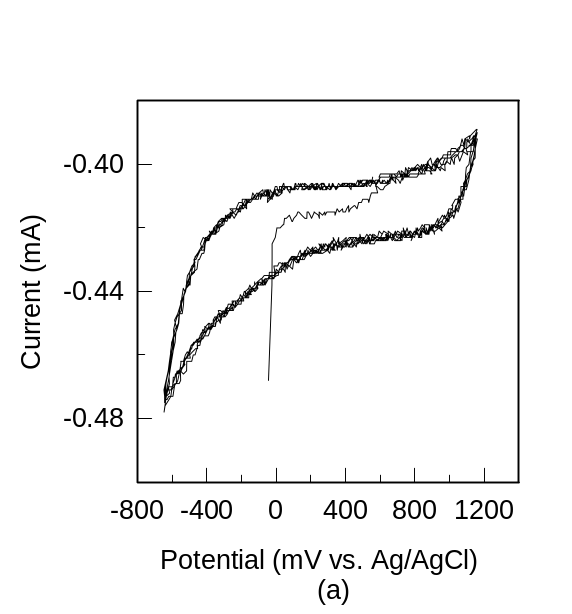 -0.40
-0.44
-0.48
Current (mA)
-800 -400 0 400 800 1200
Potential (mV vs. Ag/AgCl)
(a)